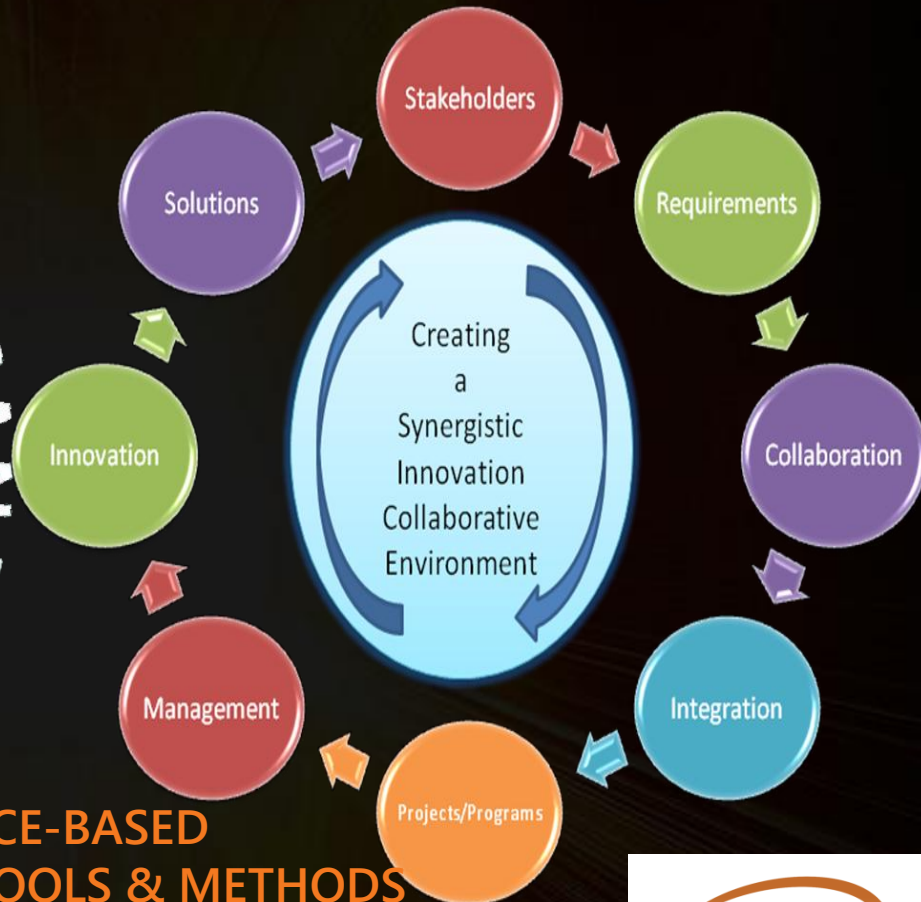 Stakeholders
Solutions
Requirements
Creating
a
Synergistic
Innovation
Collaborative
Environment
Innovation
Collaboration
Management
Integration
Projects/Programs
CE-BASED
OOLS & METHODS